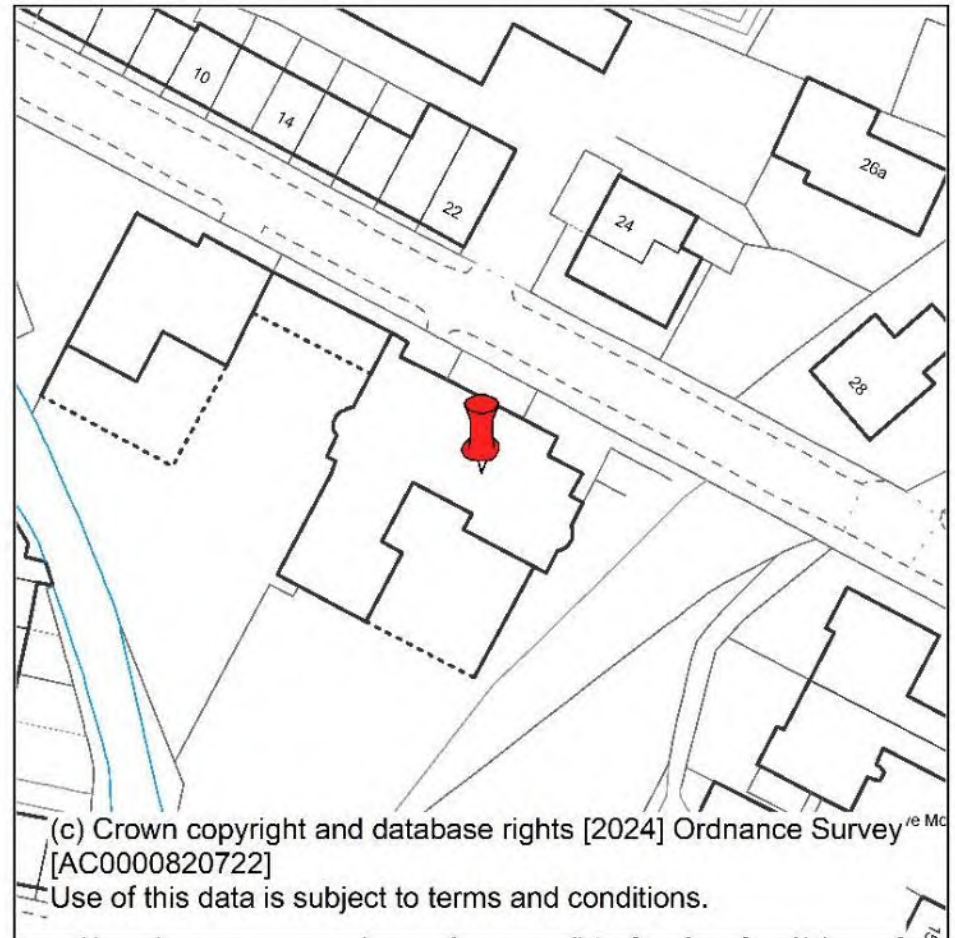 10
14
22
24
26a
28
(c) Crown copyright and database rights [2024] Ordnance Survey
[AC0000820722]
Use of this data is subject to terms and conditions.